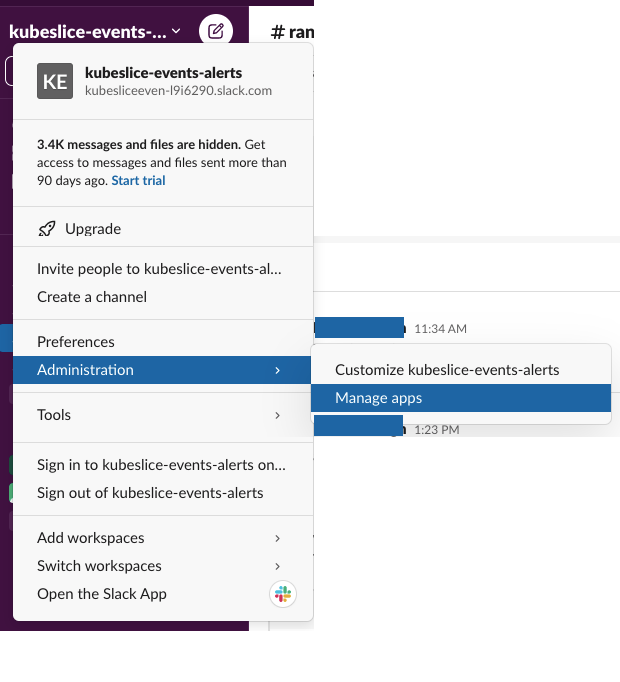 kubeslice-events-...
# ran
KE
kubeslice-events-alerts
kubesliceeven-l9i6290.slack.com
3.4K messages and files are hidden. Get
access to messages and files sent more than
90 days ago. Start trial
Upgrade
Invite people to kubeslice-events-al...
Create a channel
Preferences
11:34 AM
Administration
Customize kubeslice-events-alerts
Manage apps
Tools
1:23 PM
Sign in to kubeslice-events-alerts on...
Sign out of kubeslice-events-alerts
Add workspaces
Switch workspaces
Open the Slack App